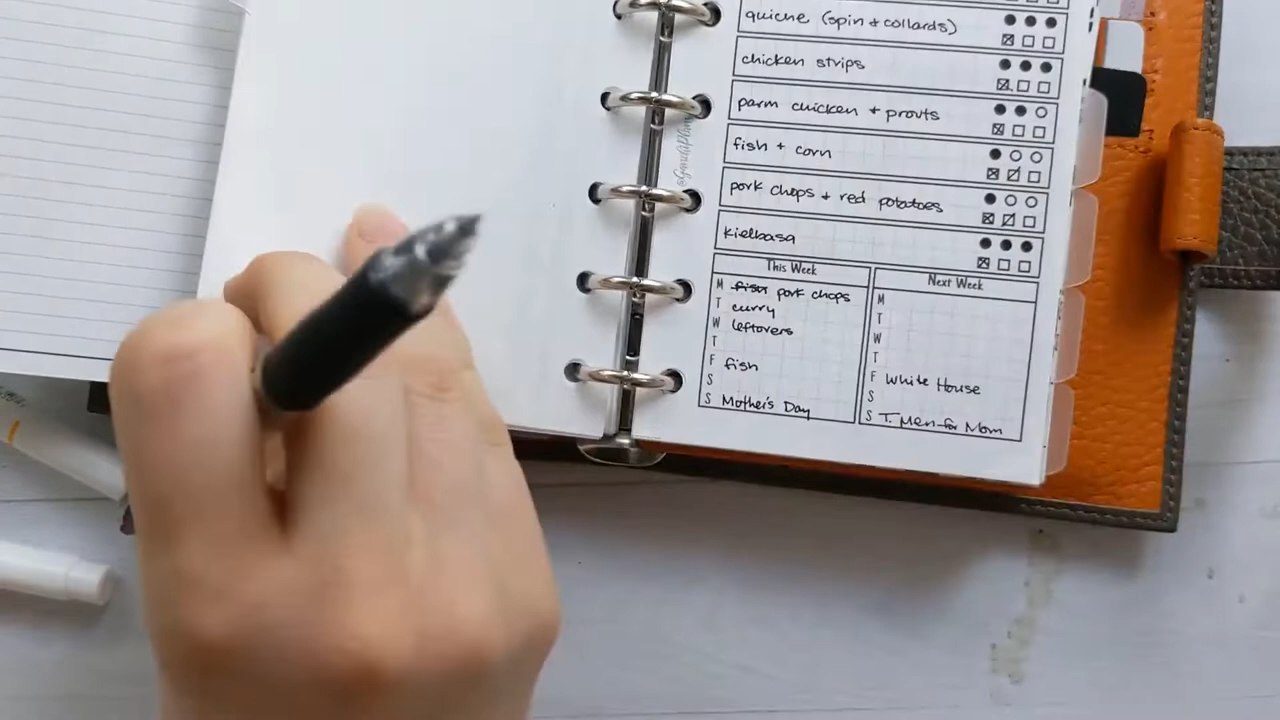 quiche (spin + collards)
chicken strips
parm chicken + prouts
fish + corn
pork chops + red potatoes
kielbasa
This Week
M fish pork chops
T curry
W leftovers
T
F fish
S
S Mother's Day
Next Week
M
T
W
T
F White House
S
S T. Men for Mom